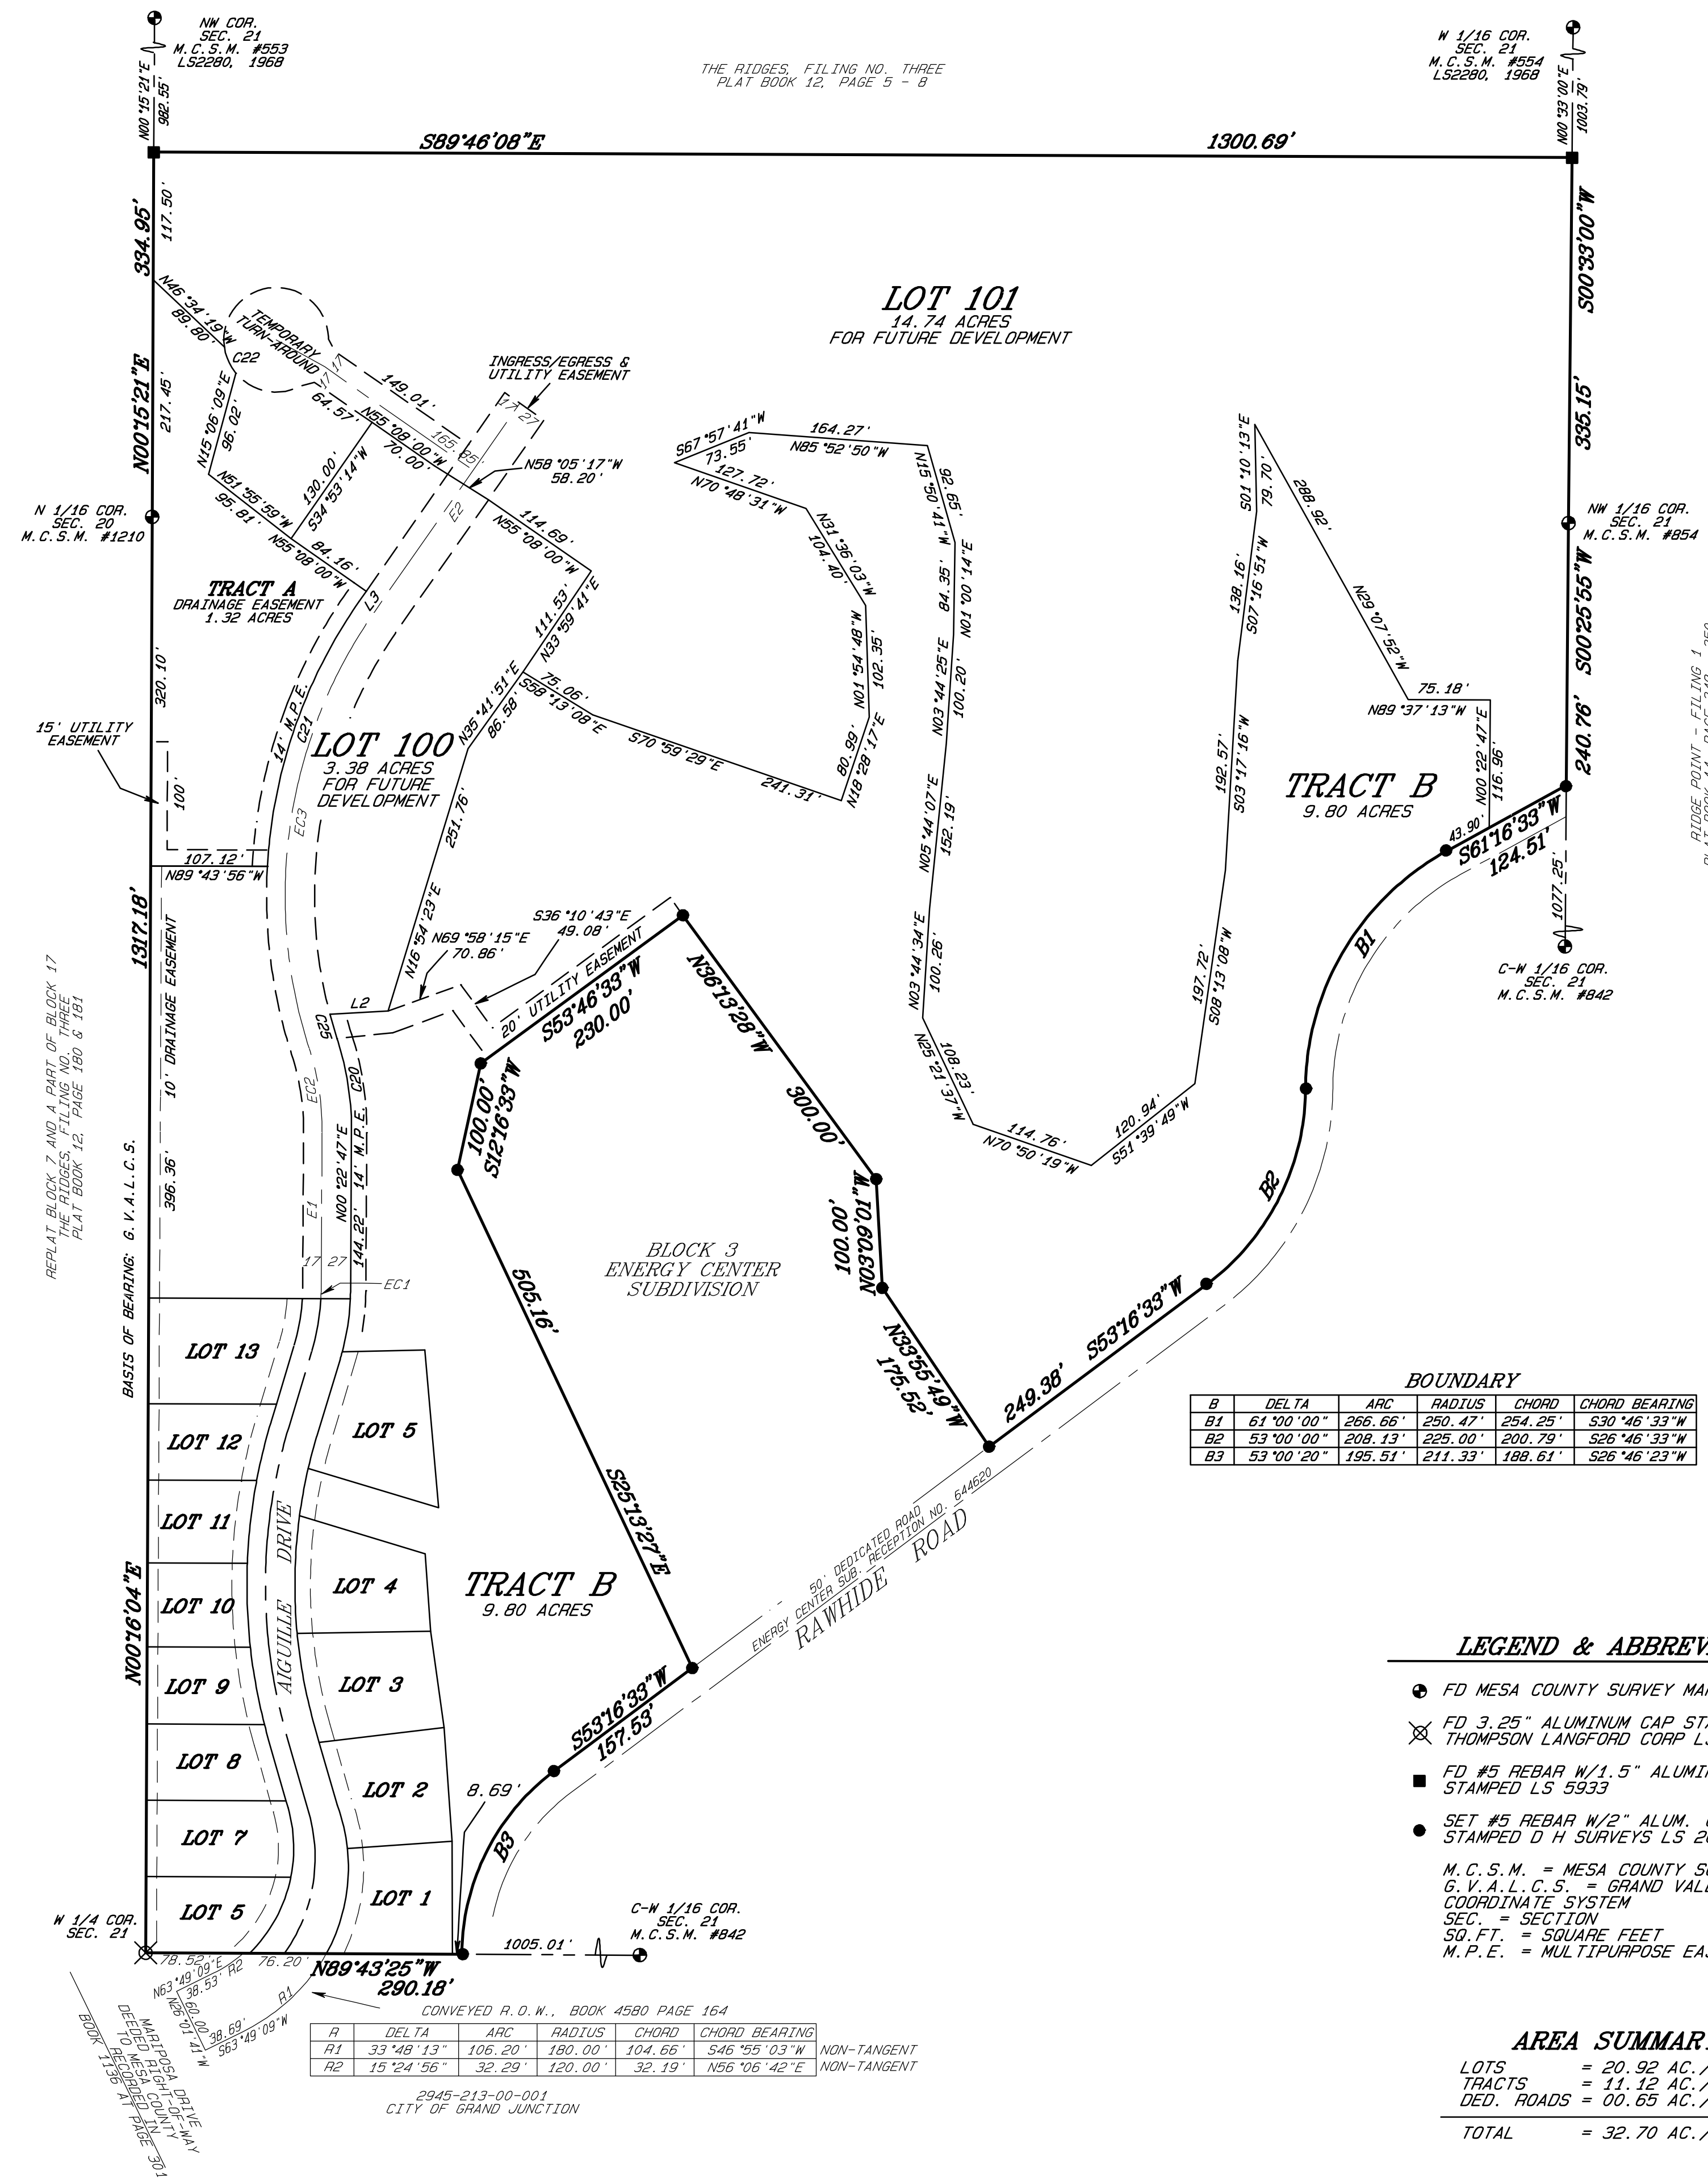 NW COR.
SEC. 21
M.C.S.M. #553
LS2280, 1968
N00°15'21"E
982.55'
THE RIDGES, FILING NO. THREE
PLAT BOOK 12, PAGE 5 - 8
W 1/16 COR.
SEC. 21
M.C.S.M. #554
LS2280, 1968
N00°33'00"E
1003.79'
S89°46'08"E
1300.69'
334.95'
117.50'
N00°15'21"E
217.45'
N46°34'19"W
89.80'
TEMPORARY
TURN-AROUND
C22
17 17
149.01'
64.57'
N55°08'00"W
70.00'
165.85'
INGRESS/EGRESS &
UTILITY EASEMENT
17 27
N58°05'17"W
58.20'
N15°06'09"E
96.02'
N51°55'59"W
95.81'
130.00'
S34°53'14"W
84.16'
N55°08'00"W
E2
114.69'
N55°08'00"W
LOT 101
14.74 ACRES
FOR FUTURE DEVELOPMENT
S00°33'00"W
335.15'
N 1/16 COR.
SEC. 20
M.C.S.M. #1210
NW 1/16 COR.
SEC. 21
M.C.S.M. #854
S67°57'41"W
73.55'
164.27'
N85°52'50"W
127.72'
N70°48'31"W
N31°36'03"W
104.40'
92.65'
N15°50'41"W
84.35'
N01°00'14"E
N01°54'48"W
102.35'
80.99'
N18°28'17"E
N03°44'25"E
100.20'
N05°44'07"E
152.19'
N03°44'34"E
100.26'
S01°10'13"E
79.70'
288.92'
N29°07'52"W
138.16'
S07°16'51"W
192.57'
S03°17'16"W
197.72'
S08°13'08"W
75.18'
N89°37'13"W
N00°22'47"E
116.96'
S00°25'55"W
240.76'
TRACT A
DRAINAGE EASEMENT
1.32 ACRES
L3
320.10'
15' UTILITY
EASEMENT
100'
14' M.P.E.
C21
EC3
LOT 100
3.38 ACRES
FOR FUTURE
DEVELOPMENT
111.53'
N33°59'41"E
N35°41'51"E
86.58'
75.06'
S58°13'08"E
S70°59'29"E
241.31'
251.76'
N16°54'23"E
107.12'
N89°43'56"W
TRACT B
9.80 ACRES
43.90'
S61°16'33"W
124.51'
1077.25'
C-W 1/16 COR.
SEC. 21
M.C.S.M. #842
B1
B2
RIDGE POINT - FILING 1
1317.18'
10' DRAINAGE EASEMENT
396.36'
REPLAT BLOCK 7 AND A PART OF BLOCK 17
THE RIDGES, FILING NO. THREE
PLAT BOOK 12, PAGE 180 & 181
BASIS OF BEARING: G.V.A.L.C.S.
N00°16'04"E
S36°10'43"E
49.08'
N69°58'15"E
70.86'
L2
C25
20' UTILITY EASEMENT
S53°46'33"W
230.00'
100.00'
S12°16'33"W
N36°13'28"W
300.00'
N03°09'01"W
100.00'
N33°55'49"W
175.52'
N25°21'37"W
108.23'
114.76'
N70°50'19"W
120.94'
S51°39'49"W
EC2
C20
14' M.P.E.
N00°22'47"E
144.22'
E1
17 27
EC1
BLOCK 3
ENERGY CENTER
SUBDIVISION
505.16'
S25°13'27"E
249.38'
S53°16'33"W
50' DEDICATED ROAD
ENERGY CENTER SUB. RECEPTION NO. 644620
RAWHIDE ROAD
BOUNDARY
B DELTA ARC RADIUS CHORD CHORD BEARING
B1 61°00'00" 266.66' 250.47' 254.25' S30°46'33"W
B2 53°00'00" 208.13' 225.00' 200.79' S26°46'33"W
B3 53°00'20" 195.51' 211.33' 188.61' S26°46'23"W
LOT 13
LOT 12
LOT 11
LOT 10
LOT 9
LOT 8
LOT 7
LOT 5
AIGUILLE DRIVE
LOT 5
LOT 4
LOT 3
LOT 2
LOT 1
TRACT B
9.80 ACRES
S53°16'33"W
157.53'
8.69'
B3
C-W 1/16 COR.
SEC. 21
M.C.S.M. #842
1005.01'
W 1/4 COR.
SEC. 21
78.52'
76.20'
N89°43'25"W
290.18'
N63°49'09"E
38.53' R2
60.00'
N26°01'41"W
38.69'
S63°49'09"W
R1
CONVEYED R.O.W., BOOK 4580 PAGE 164
R DELTA ARC RADIUS CHORD CHORD BEARING
R1 33°48'13" 106.20' 180.00' 104.66' S46°55'03"W NON-TANGENT
R2 15°24'56" 32.29' 120.00' 32.19' N56°06'42"E NON-TANGENT
2945-213-00-001
CITY OF GRAND JUNCTION
MARIPOSA DRIVE
DEEDED RIGHT-OF-WAY
TO MESA COUNTY
RECORDED IN
BOOK 1136 AT PAGE 301
LEGEND & ABBREV
FD MESA COUNTY SURVEY MA
FD 3.25" ALUMINUM CAP ST
THOMPSON LANGFORD CORP L
FD #5 REBAR W/1.5" ALUMI
STAMPED LS 5933
SET #5 REBAR W/2" ALUM.
STAMPED D H SURVEYS LS 2
M.C.S.M. = MESA COUNTY S
G.V.A.L.C.S. = GRAND VALL
COORDINATE SYSTEM
SEC. = SECTION
SQ.FT. = SQUARE FEET
M.P.E. = MULTIPURPOSE EA
AREA SUMMAR
LOTS = 20.92 AC./
TRACTS = 11.12 AC./
DED. ROADS = 00.65 AC./
TOTAL = 32.70 AC./